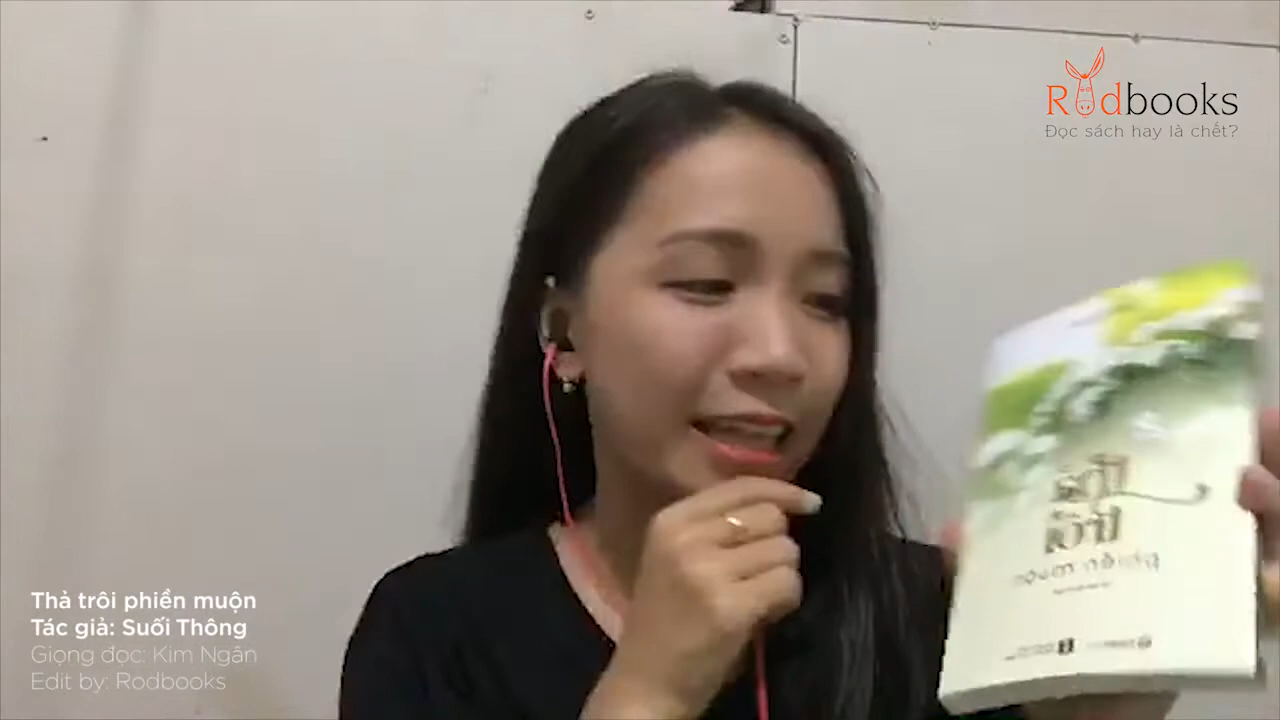 Rodbooks
Đọc sách hay là chết?
Thả trôi phiền muộn
Tác giả: Suối Thông
Giọng đọc: Kim Ngân
Edit by: Rodbooks